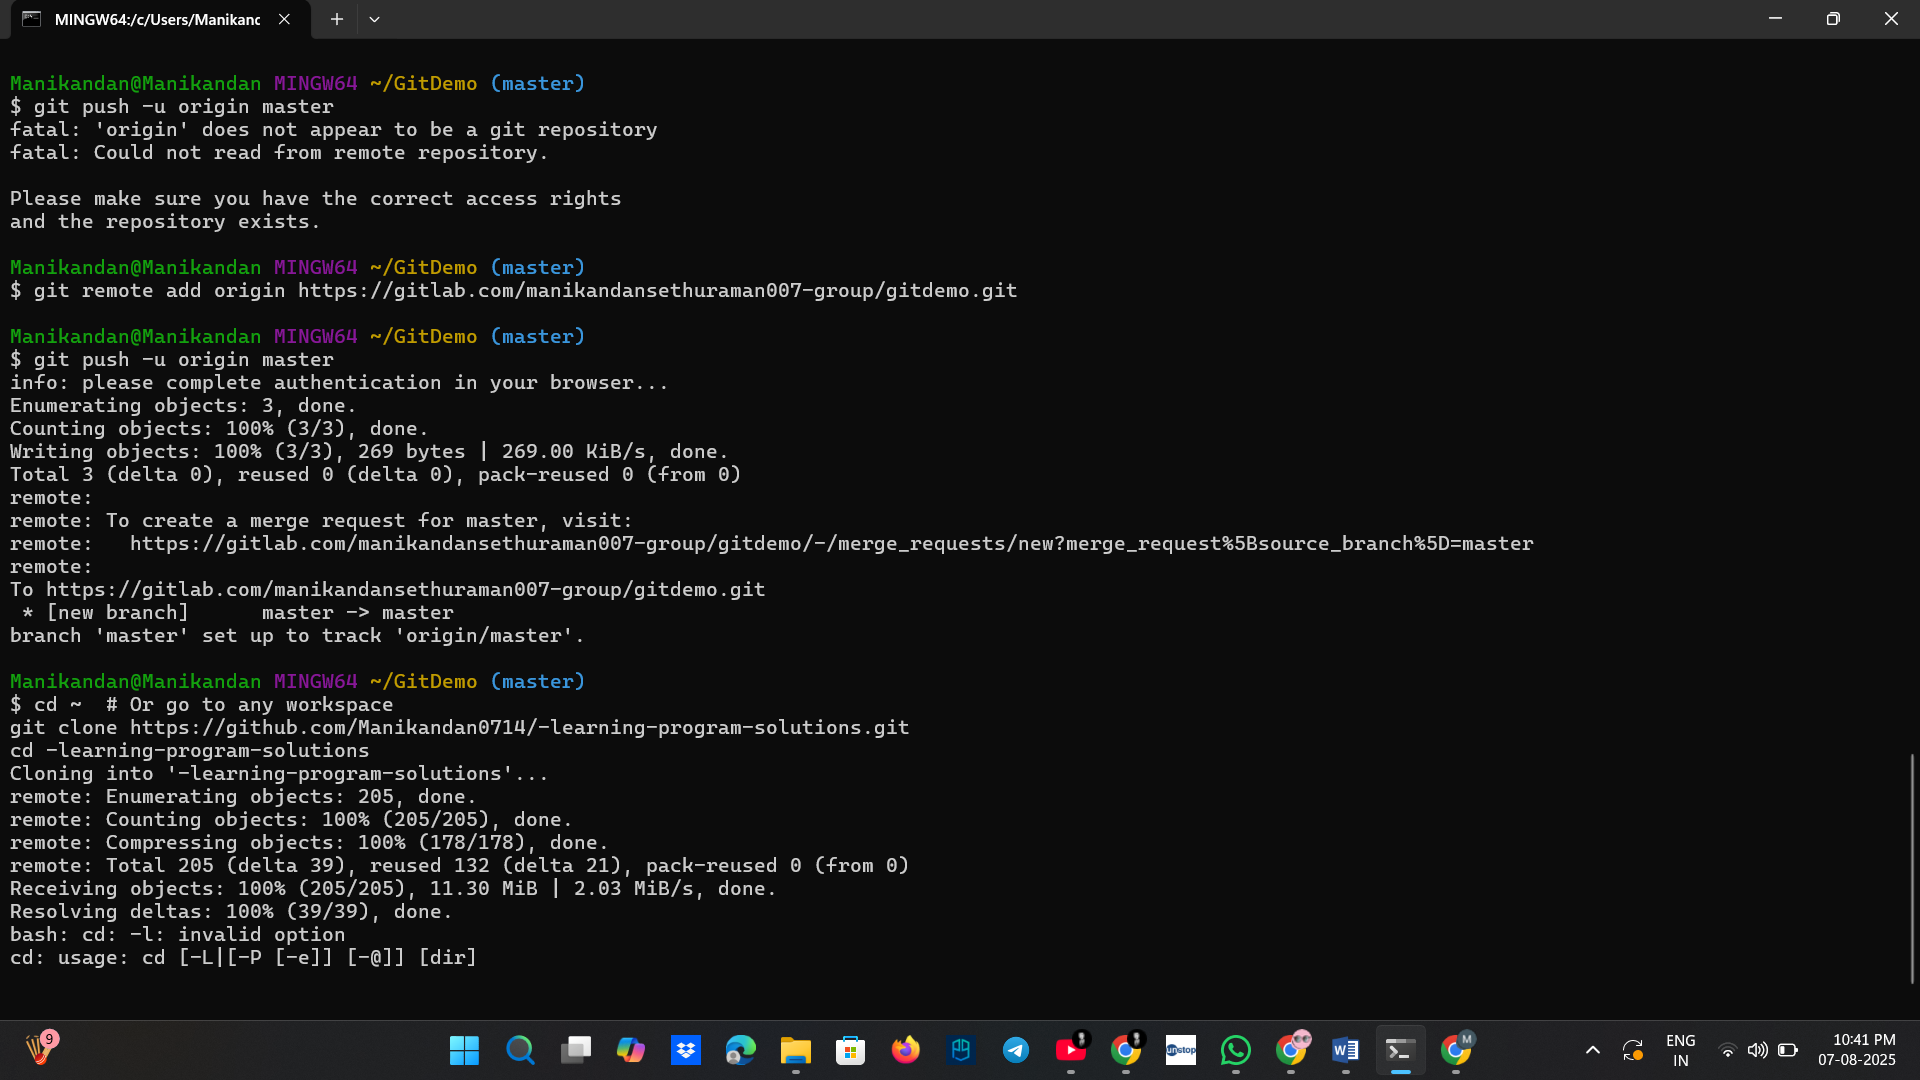 MINGW64:/c/Users/Manikanc
Manikandan@Manikandan MINGW64 ~/GitDemo (master)
$ git push -u origin master
fatal: 'origin' does not appear to be a git repository
fatal: Could not read from remote repository.
Please make sure you have the correct access rights
and the repository exists.
Manikandan@Manikandan MINGW64 ~/GitDemo (master)
$ git remote add origin https://gitlab.com/manikandansethuraman007-group/gitdemo.git
Manikandan@Manikandan MINGW64 ~/GitDemo (master)
$ git push -u origin master
info: please complete authentication in your browser...
Enumerating objects: 3, done.
Counting objects: 100% (3/3), done.
Writing objects: 100% (3/3), 269 bytes | 269.00 KiB/s, done.
Total 3 (delta 0), reused 0 (delta 0), pack-reused 0 (from 0)
remote:
remote: To create a merge request for master, visit:
remote:   https://gitlab.com/manikandansethuraman007-group/gitdemo/-/merge_requests/new?merge_request%5Bsource_branch%5D=master
remote:
To https://gitlab.com/manikandansethuraman007-group/gitdemo.git
 * [new branch]      master -> master
branch 'master' set up to track 'origin/master'.
Manikandan@Manikandan MINGW64 ~/GitDemo (master)
$ cd ~  # Or go to any workspace
git clone https://github.com/Manikandan0714/-learning-program-solutions.git
cd -learning-program-solutions
Cloning into '-learning-program-solutions'...
remote: Enumerating objects: 205, done.
remote: Counting objects: 100% (205/205), done.
remote: Compressing objects: 100% (178/178), done.
remote: Total 205 (delta 39), reused 132 (delta 21), pack-reused 0 (from 0)
Receiving objects: 100% (205/205), 11.30 MiB | 2.03 MiB/s, done.
Resolving deltas: 100% (39/39), done.
bash: cd: -l: invalid option
cd: usage: cd [-L|[-P [-e]] [-@]] [dir]
9
unstop
W
M
ENG
IN
10:41 PM
07-08-2025